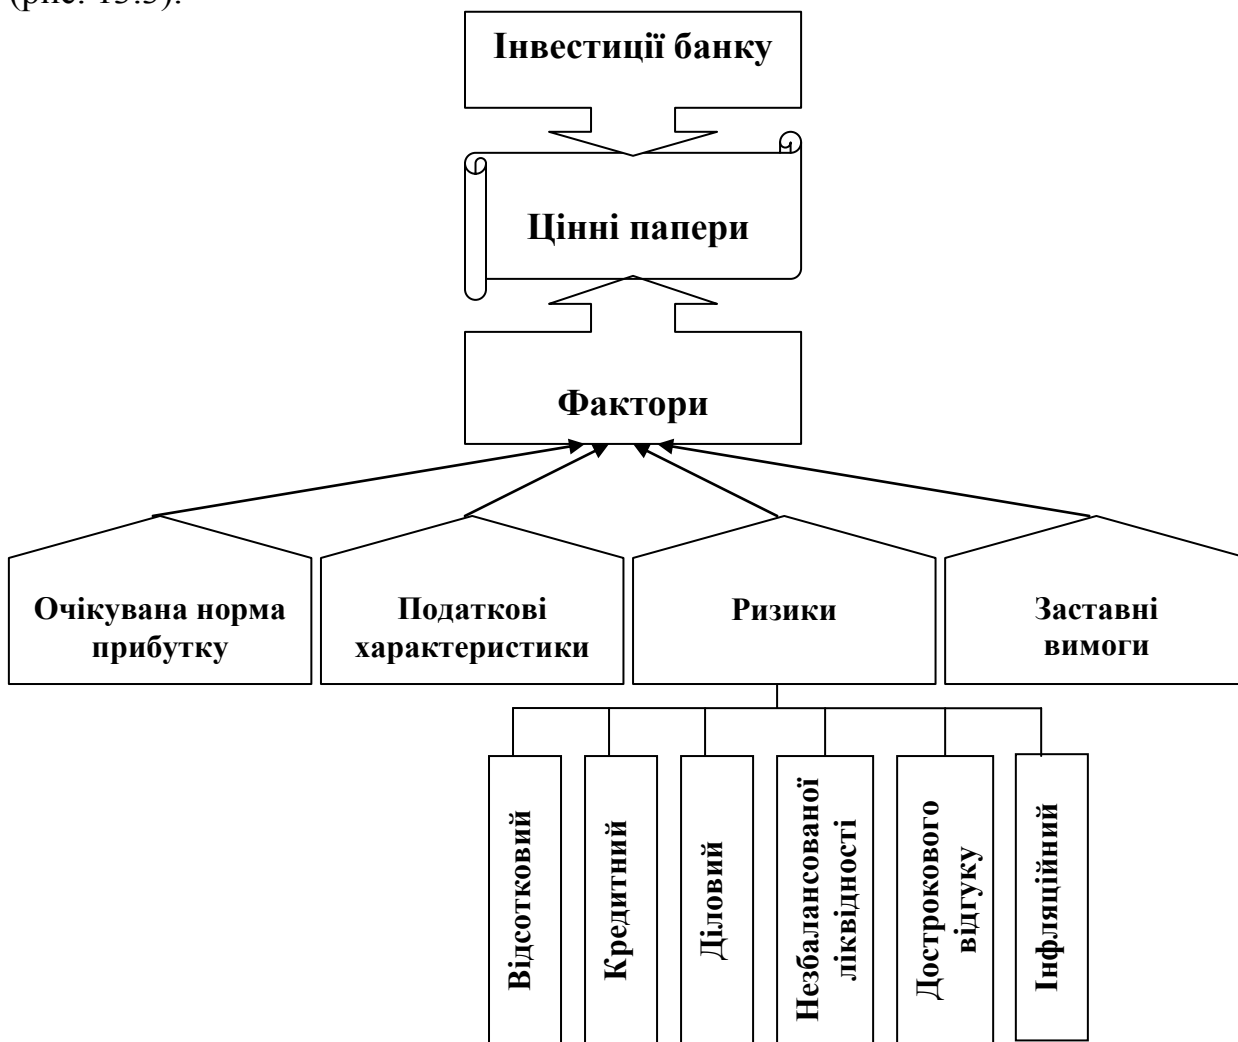 (рис. 13.3).
Інвестиції банку
Цінні папери
Фактори
Очікувана норма
прибутку
Податкові
характеристики
Ризики
Заставні
вимоги
Відсотковий
Кредитний
Діловий
Незбалансованої
ліквідності
Дострокового
відгуку
Інфляційний